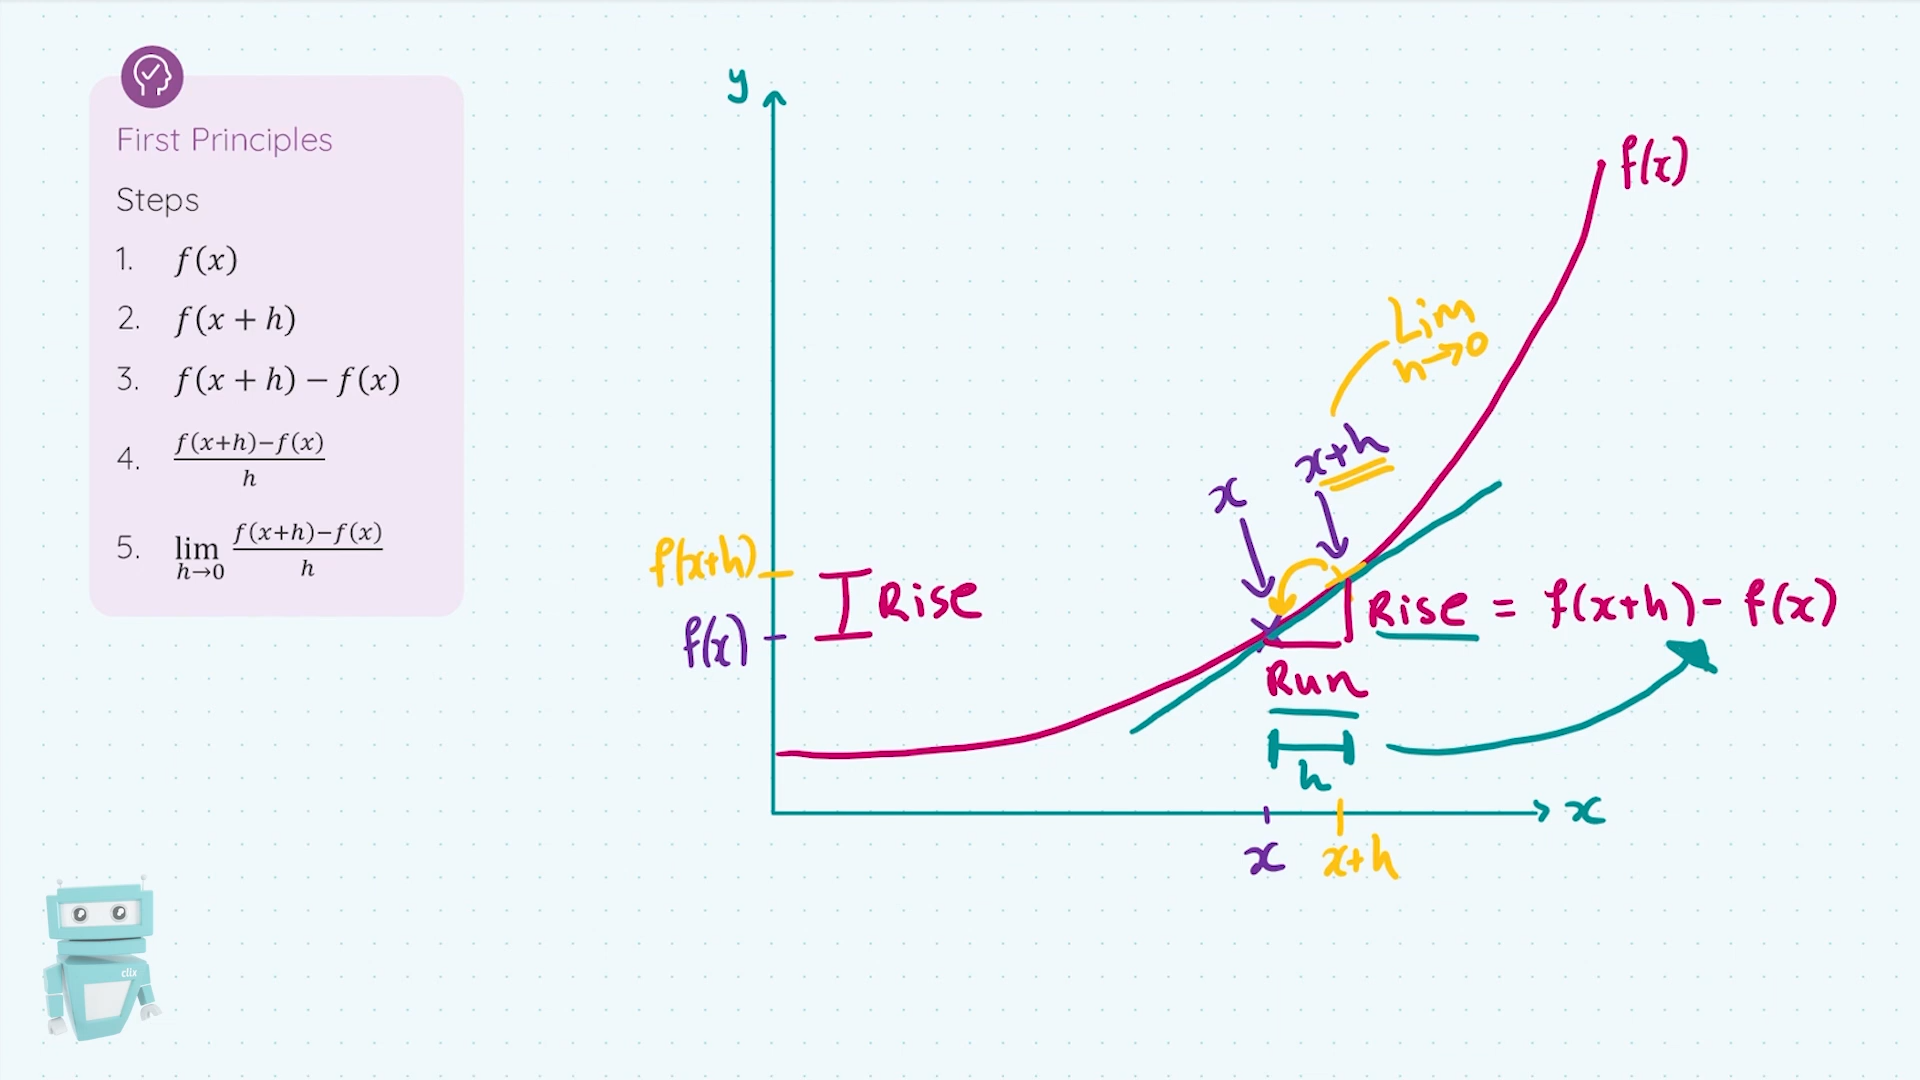 First Principles
Steps
1. f(x)
2. f(x + h)
3. f(x + h) − f(x)
4. f(x+h)−f(x) / h
5. lim h→0 f(x+h)−f(x) / h
y
f(x)
Lim
h→0
x+h
x
f(x+h)
f(x)
Rise
Rise = f(x+h) - f(x)
Run
h
x
x
x+h
clix